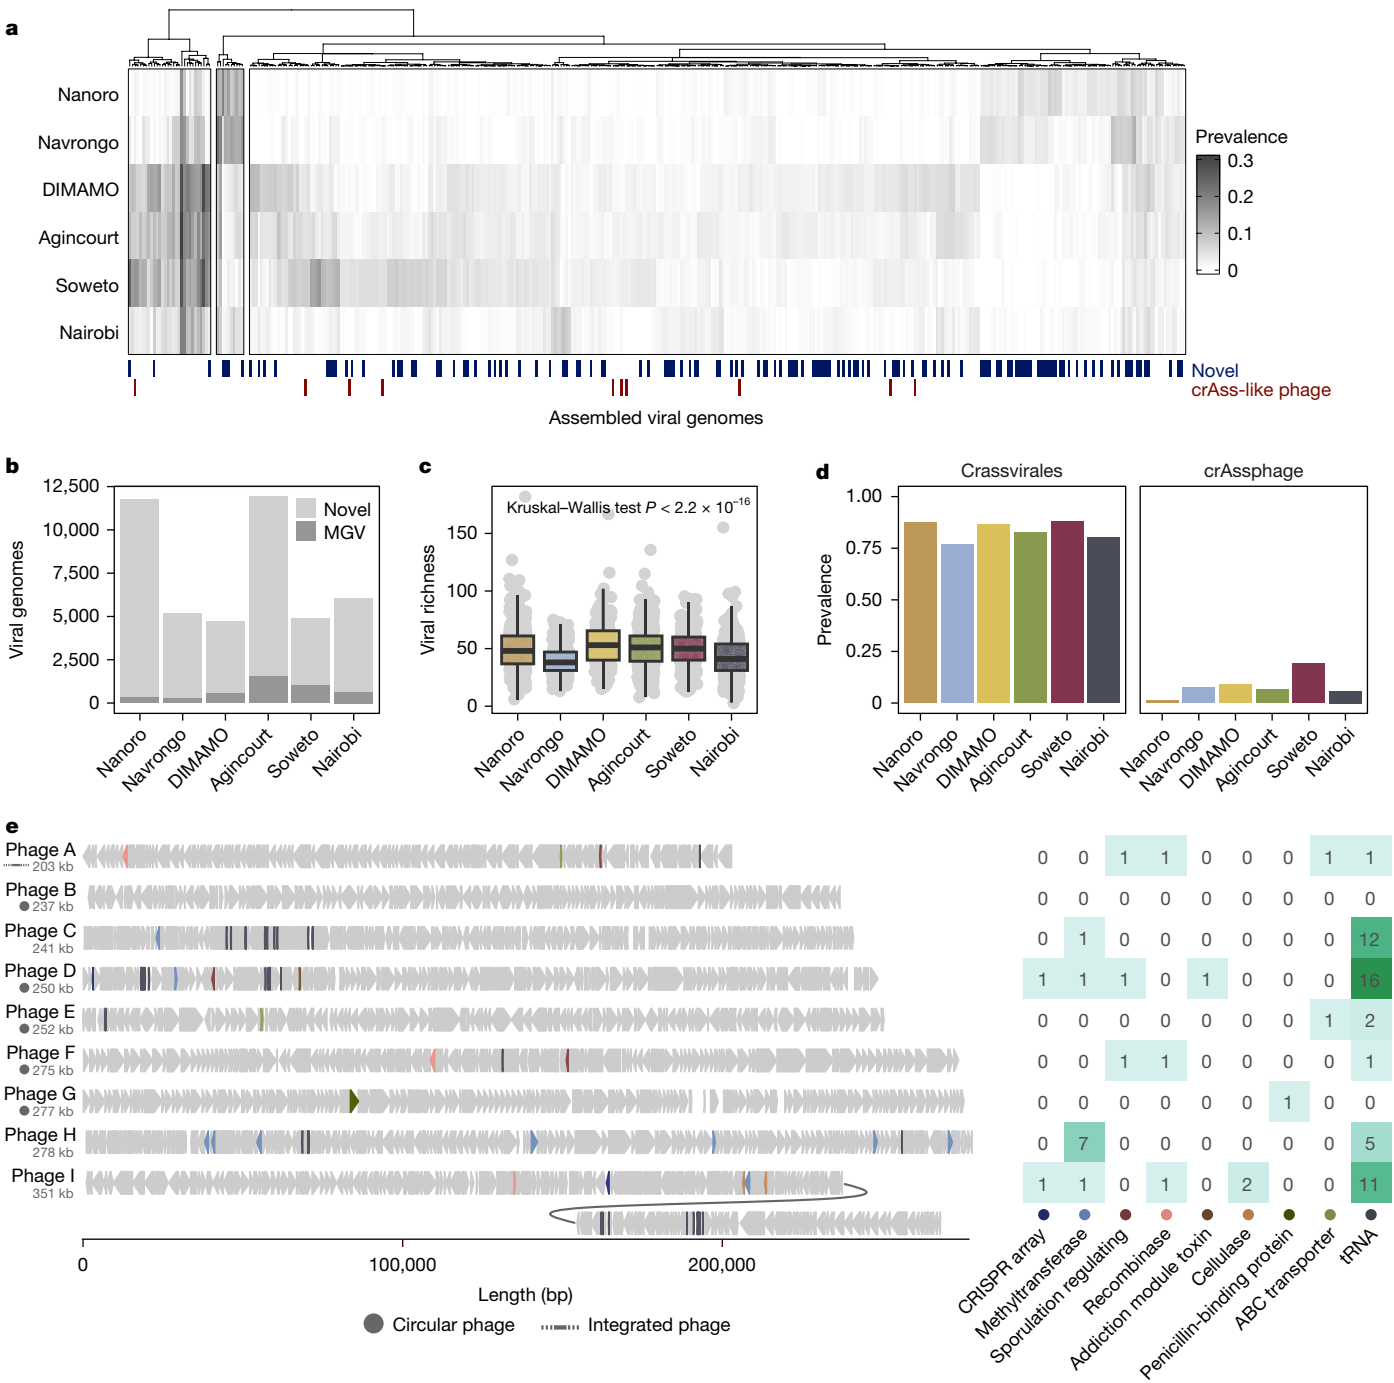 a
Nanoro
Navrongo
DIMAMO
Agincourt
Soweto
Nairobi
Prevalence
0.3
0.2
0.1
0
Novel
crAss-like phage
Assembled viral genomes
b
Viral genomes
12,500
10,000
7,500
5,000
2,500
0
Novel
MGV
Nanoro
Navrongo
DIMAMO
Agincourt
Soweto
Nairobi
c
Viral richness
150
100
50
0
Kruskal–Wallis test P < 2.2 × 10⁻¹⁶
Nanoro
Navrongo
DIMAMO
Agincourt
Soweto
Nairobi
d
Crassvirales
crAssphage
Prevalence
1.00
0.75
0.50
0.25
0
Nanoro
Navrongo
DIMAMO
Agincourt
Soweto
Nairobi
Nanoro
Navrongo
DIMAMO
Agincourt
Soweto
Nairobi
e
Phage A
203 kb
0 0 1 1 0 0 0 1 1
Phage B
237 kb
0 0 0 0 0 0 0 0 0
Phage C
241 kb
0 1 0 0 0 0 0 0 12
Phage D
250 kb
1 1 1 0 1 0 0 0 16
Phage E
252 kb
0 0 0 0 0 0 0 1 2
Phage F
275 kb
0 0 1 1 0 0 0 0 1
Phage G
277 kb
0 0 0 0 0 0 1 0 0
Phage H
278 kb
0 7 0 0 0 0 0 0 5
Phage I
351 kb
1 1 0 1 0 2 0 0 11
0
100,000
200,000
Length (bp)
Circular phage
Integrated phage
CRISPR array
Methyltransferase
Sporulation regulating
Recombinase
Addiction module toxin
Cellulase
Penicillin-binding protein
ABC transporter
tRNA